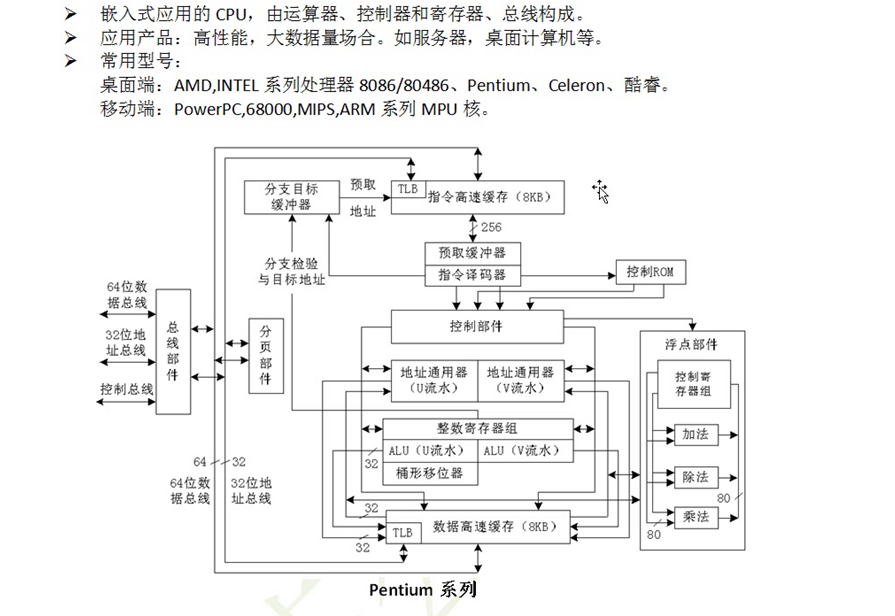 ➢ 嵌入式应用的 CPU，由运算器、控制器和寄存器、总线构成。
➢ 应用产品：高性能，大数据量场合。如服务器，桌面计算机等。
➢ 常用型号：
桌面端：AMD,INTEL 系列处理器 8086/80486、Pentium、Celeron、酷睿。
移动端：PowerPC,68000,MIPS,ARM 系列 MPU 核。
分支目标
缓冲器
预取
地址
TLB
指令高速缓存（8KB）
256
预取缓冲器
指令译码器
控制ROM
分支检验
与目标地址
64位数
据总线
32位地
址总线
控制总线
总线部件
分页部件
控制部件
地址通用器
（U流水）
地址通用器
（V流水）
浮点部件
控制寄
存器组
加法
除法
乘法
80
80
整数寄存器组
ALU（U流水）
ALU（V流水）
桶形移位器
32
64
32
64位数
据总线
32位地
址总线
32
TLB
数据高速缓存（8KB）
32
Pentium 系列